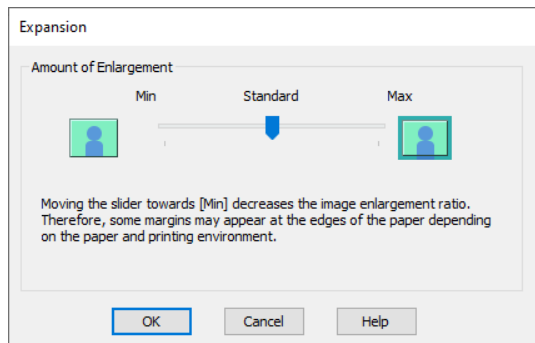 Expansion
Amount of Enlargement
Min Standard Max
Moving the slider towards [Min] decreases the image enlargement ratio.
Therefore, some margins may appear at the edges of the paper depending
on the paper and printing environment.
OK Cancel Help